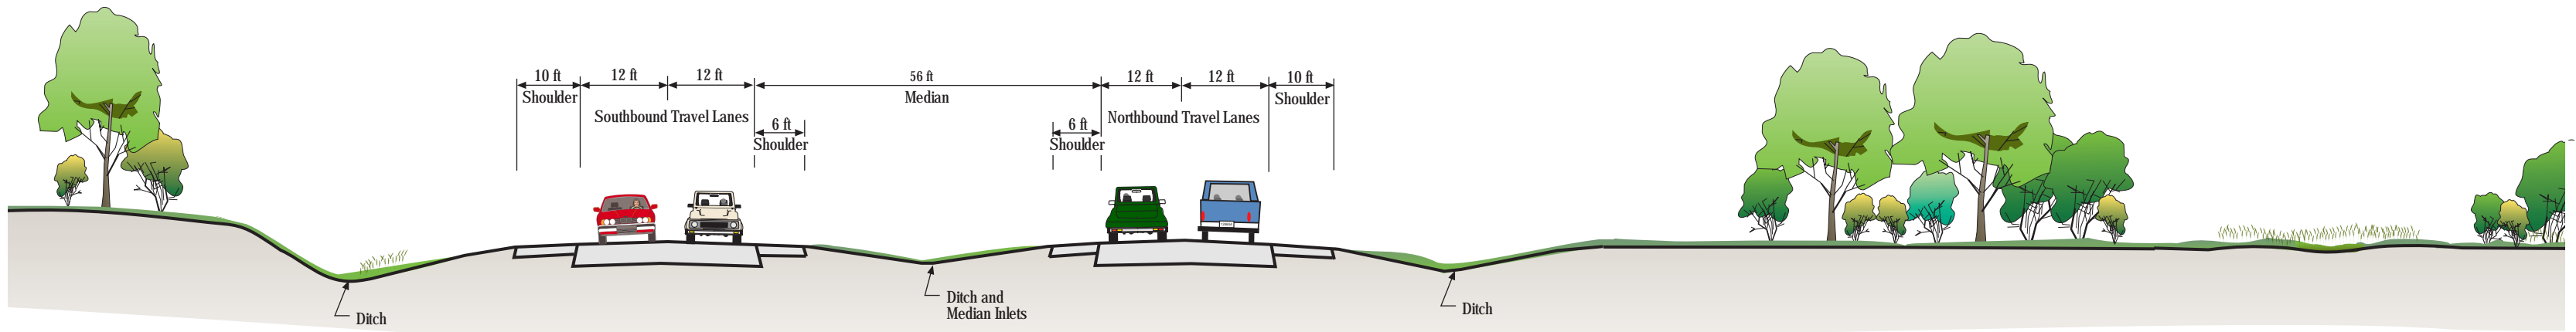 10 ft
12 ft
12 ft
56 ft
12 ft
12 ft
10 ft
Shoulder
Median
Shoulder
Southbound Travel Lanes
Northbound Travel Lanes
6 ft
Shoulder
6 ft
Shoulder
Ditch
Ditch and
Median Inlets
Ditch